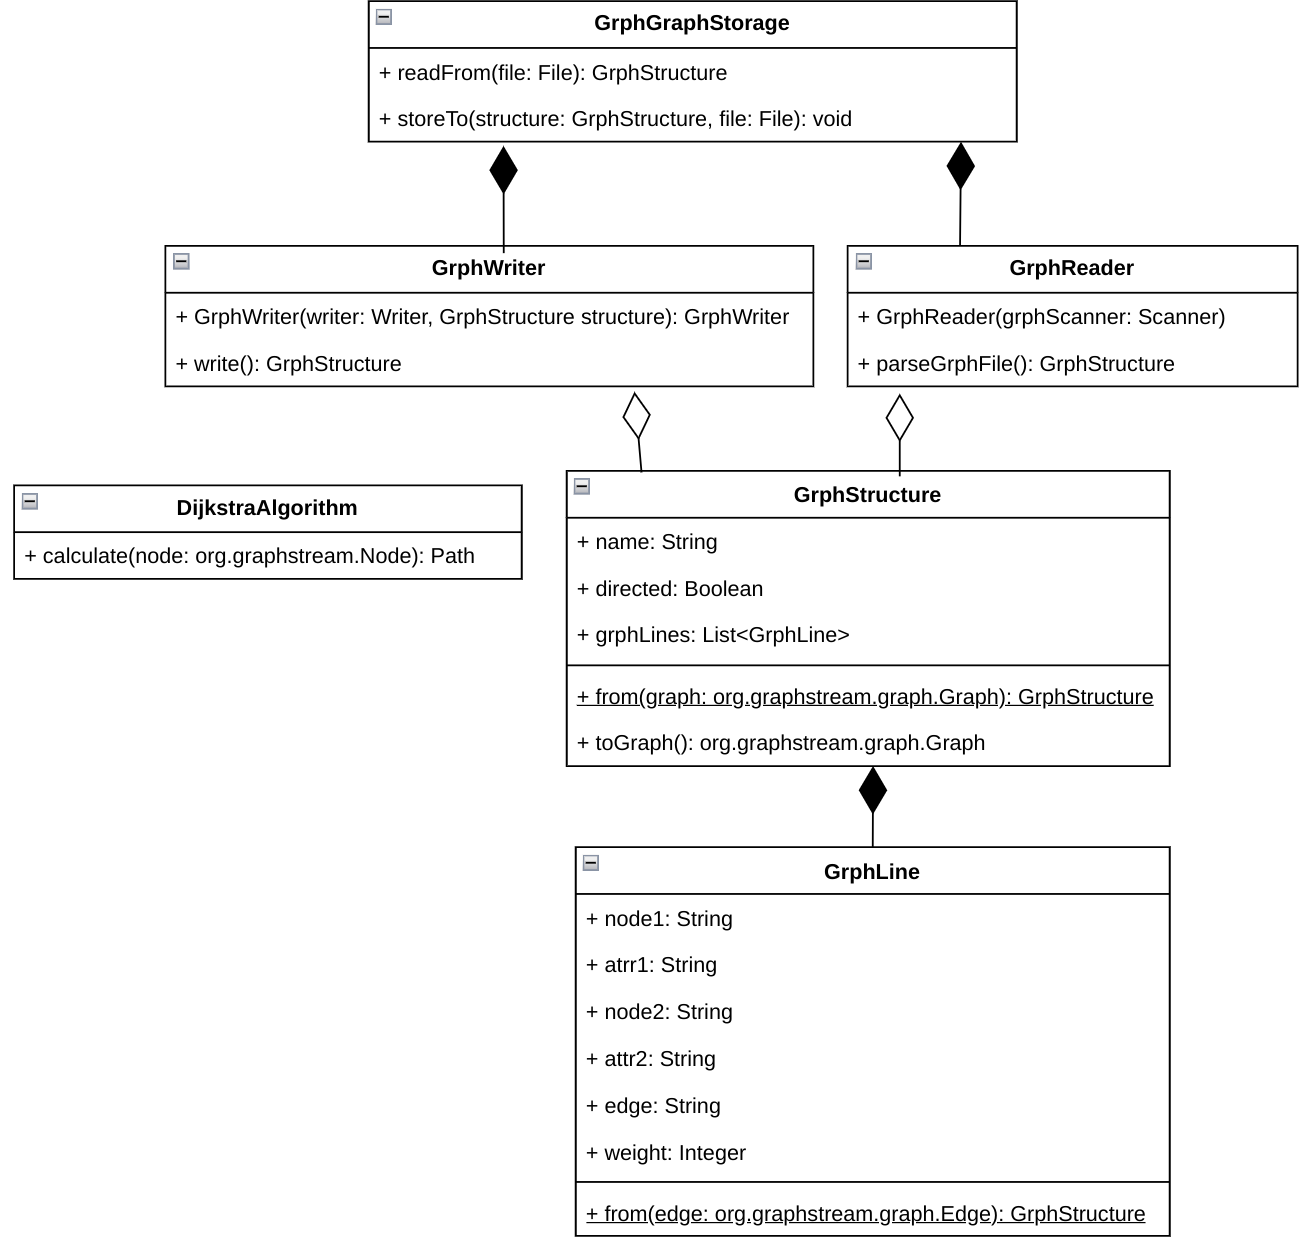 GrphGraphStorage
+ readFrom(file: File): GrphStructure
+ storeTo(structure: GrphStructure, file: File): void
GrphWriter
+ GrphWriter(writer: Writer, GrphStructure structure): GrphWriter
+ write(): GrphStructure
GrphReader
+ GrphReader(grphScanner: Scanner)
+ parseGrphFile(): GrphStructure
DijkstraAlgorithm
+ calculate(node: org.graphstream.Node): Path
GrphStructure
+ name: String
+ directed: Boolean
+ grphLines: List<GrphLine>
+ from(graph: org.graphstream.graph.Graph): GrphStructure
+ toGraph(): org.graphstream.graph.Graph
GrphLine
+ node1: String
+ atrr1: String
+ node2: String
+ attr2: String
+ edge: String
+ weight: Integer
+ from(edge: org.graphstream.graph.Edge): GrphStructure